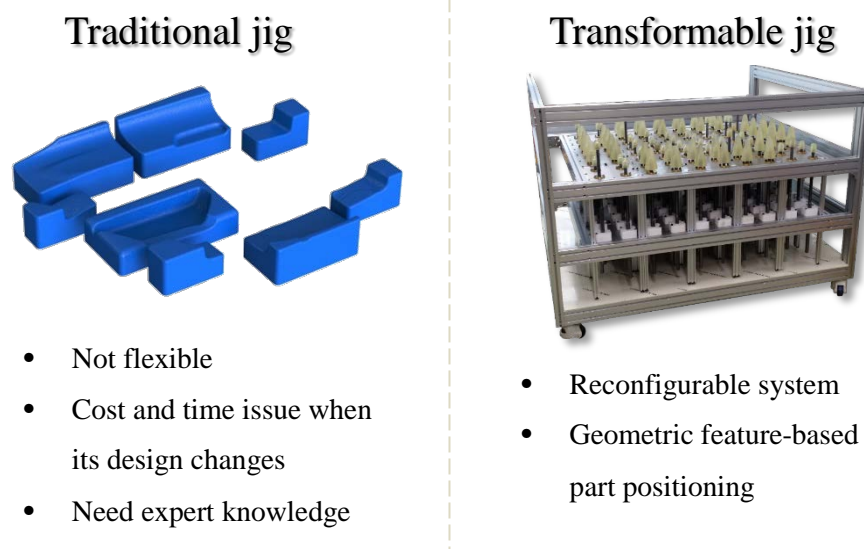 Traditional jig
• Not flexible
• Cost and time issue when
its design changes
• Need expert knowledge
Transformable jig
• Reconfigurable system
• Geometric feature-based
part positioning